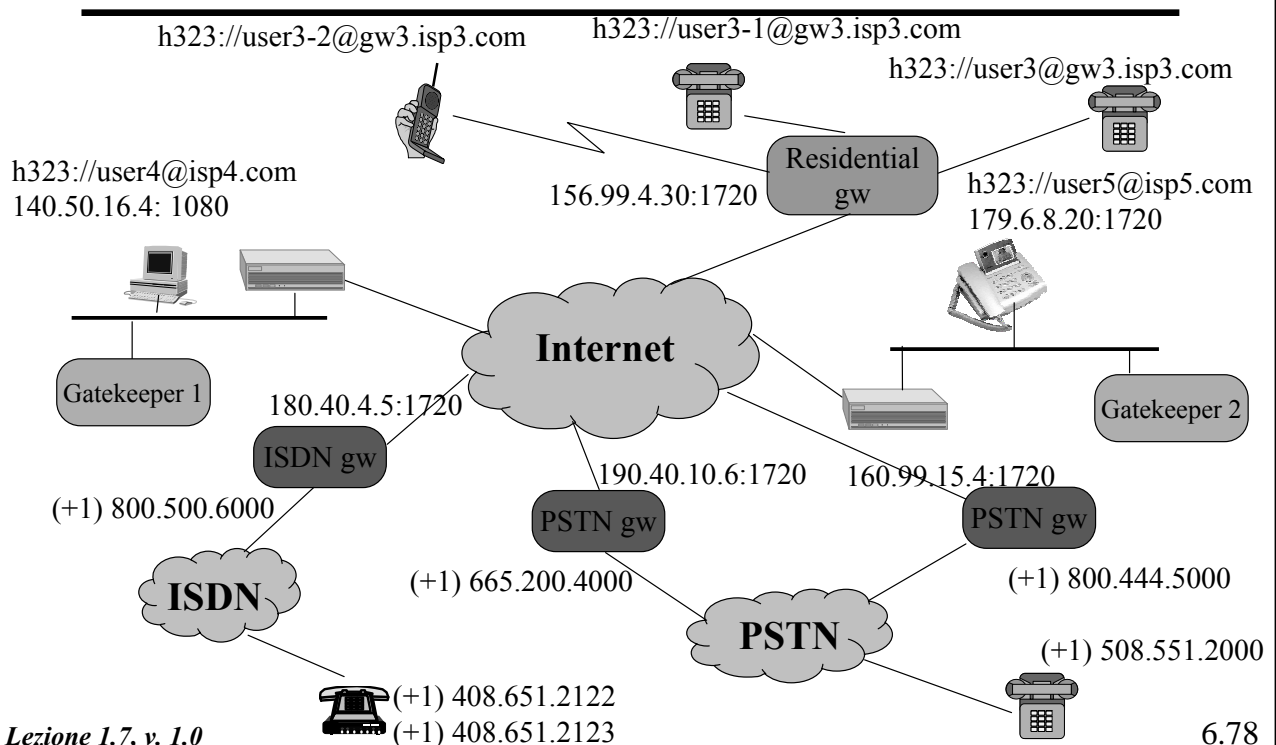 h323://user3-2@gw3.isp3.com
h323://user3-1@gw3.isp3.com
h323://user3@gw3.isp3.com
h323://user4@isp4.com
140.50.16.4: 1080
156.99.4.30:1720
Residential
gw
h323://user5@isp5.com
179.6.8.20:1720
Internet
Gatekeeper 1
Gatekeeper 2
180.40.4.5:1720
ISDN gw
190.40.10.6:1720
160.99.15.4:1720
(+1) 800.500.6000
PSTN gw
PSTN gw
(+1) 665.200.4000
(+1) 800.444.5000
ISDN
PSTN
(+1) 508.551.2000
(+1) 408.651.2122
(+1) 408.651.2123
Lezione 1.7, v. 1.0
6.78